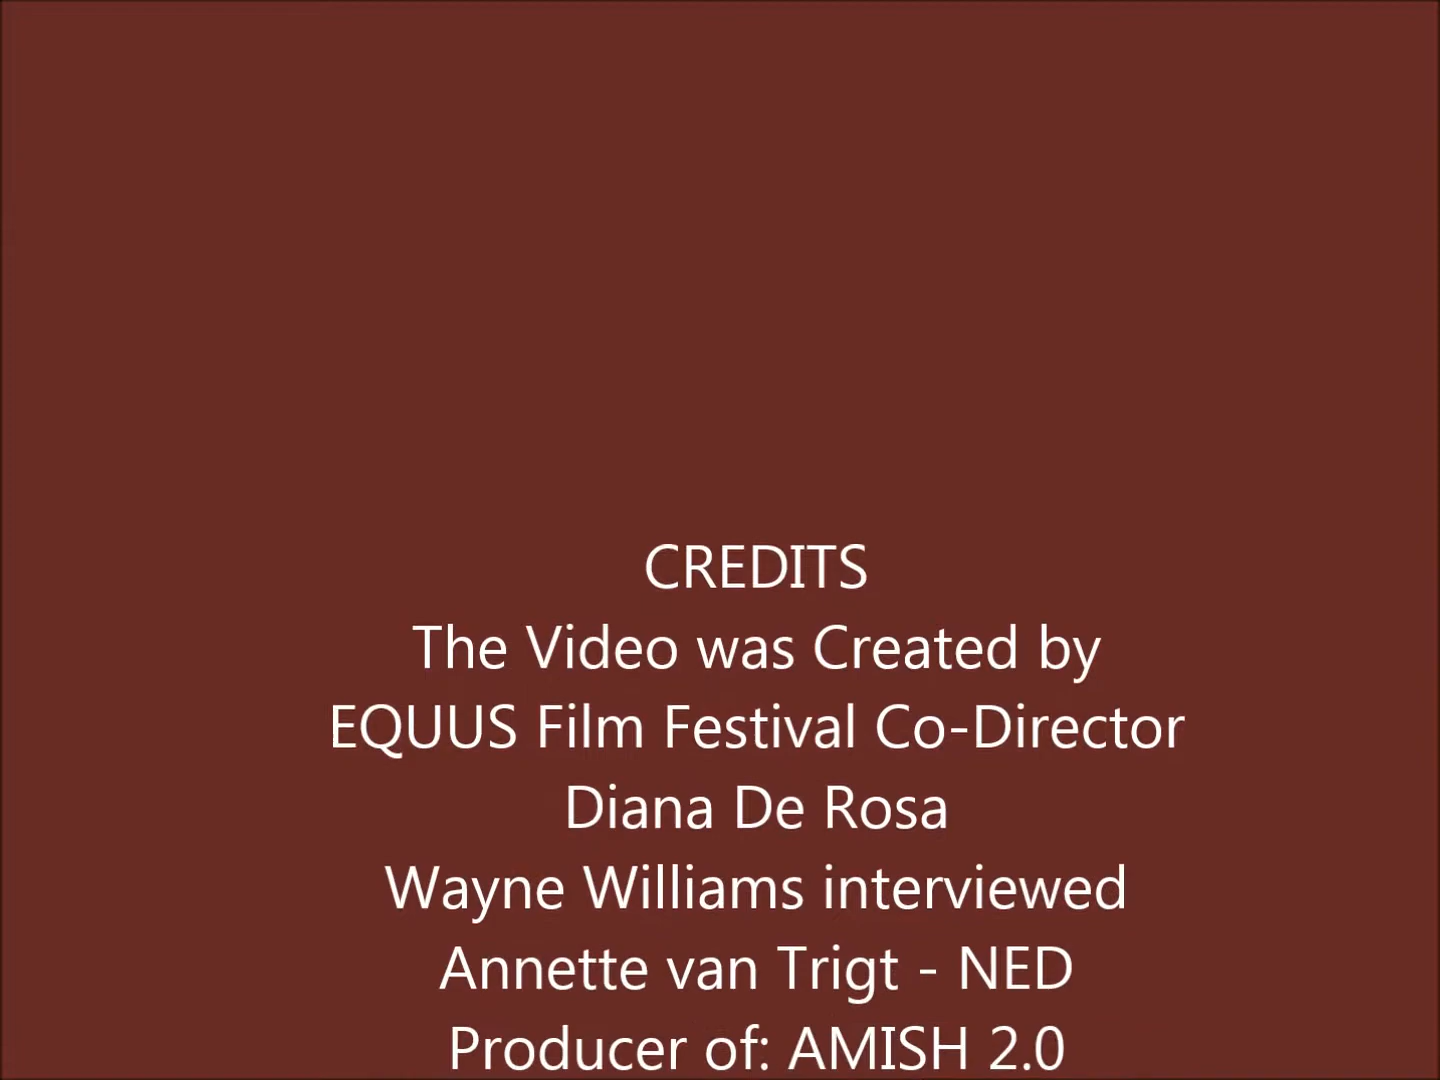 CREDITS
The Video was Created by
EQUUS Film Festival Co-Director
Diana De Rosa
Wayne Williams interviewed
Annette van Trigt - NED
Producer of: AMISH 2.0